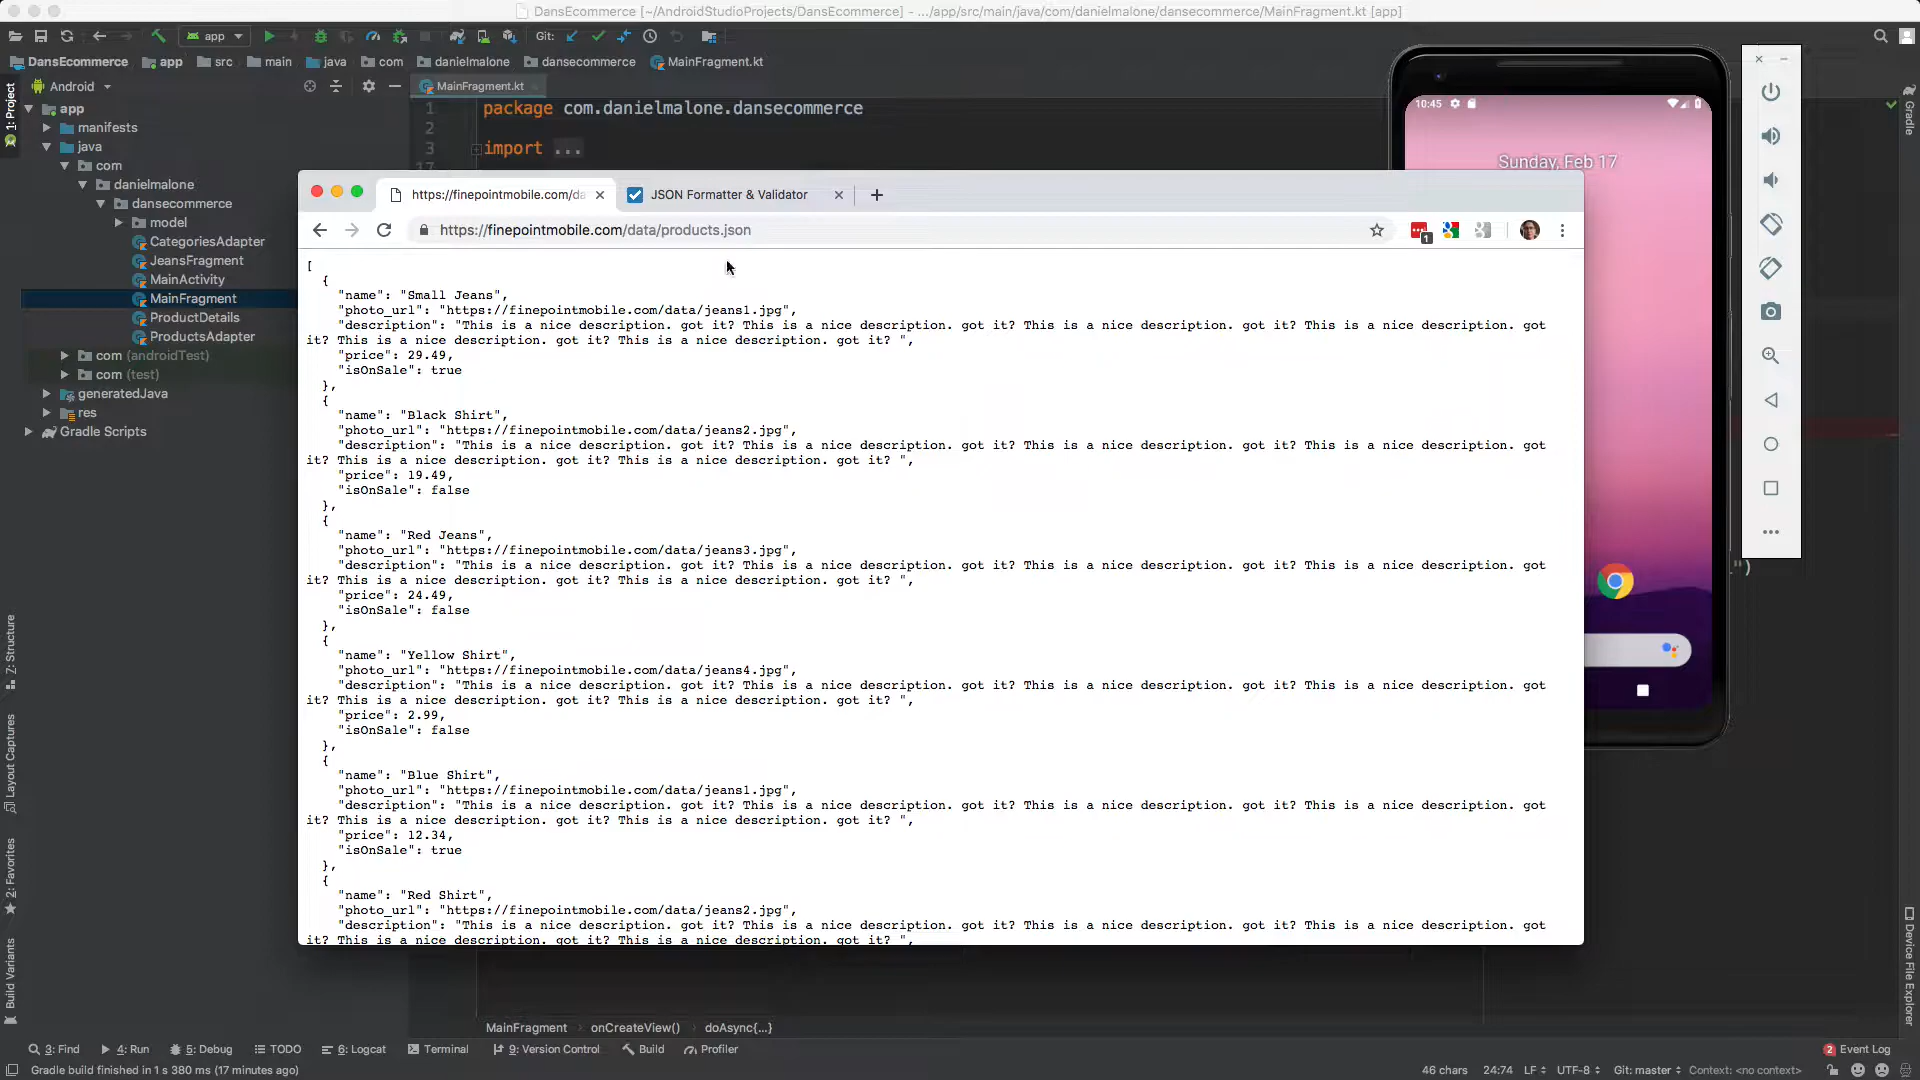 DansEcommerce [~/AndroidStudioProjects/DansEcommerce] - .../app/src/main/java/com/danielmalone/dansecommerce/MainFragment.kt [app]
app
Git:
DansEcommerce
app
src
main
java
com
danielmalone
dansecommerce
MainFragment.kt
1: Project
Android
app
manifests
java
com
danielmalone
dansecommerce
model
CategoriesAdapter
JeansFragment
MainActivity
MainFragment
ProductDetails
ProductsAdapter
com (androidTest)
com (test)
generatedJava
res
Gradle Scripts
Z: Structure
Layout Captures
2: Favorites
Build Variants
MainFragment.kt
1 package com.danielmalone.dansecommerce
2
3 import ...
17
https://finepointmobile.com/da
JSON Formatter & Validator
https://finepointmobile.com/data/products.json
1
[
{
"name": "Small Jeans",
"photo_url": "https://finepointmobile.com/data/jeans1.jpg",
"description": "This is a nice description. got it? This is a nice description. got it? This is a nice description. got it? This is a nice description. got
it? This is a nice description. got it? This is a nice description. got it? ",
"price": 29.49,
"isOnSale": true
},
{
"name": "Black Shirt",
"photo_url": "https://finepointmobile.com/data/jeans2.jpg",
"description": "This is a nice description. got it? This is a nice description. got it? This is a nice description. got it? This is a nice description. got
it? This is a nice description. got it? This is a nice description. got it? ",
"price": 19.49,
"isOnSale": false
},
{
"name": "Red Jeans",
"photo_url": "https://finepointmobile.com/data/jeans3.jpg",
"description": "This is a nice description. got it? This is a nice description. got it? This is a nice description. got it? This is a nice description. got
it? This is a nice description. got it? This is a nice description. got it? ",
"price": 24.49,
"isOnSale": false
},
{
"name": "Yellow Shirt",
"photo_url": "https://finepointmobile.com/data/jeans4.jpg",
"description": "This is a nice description. got it? This is a nice description. got it? This is a nice description. got it? This is a nice description. got
it? This is a nice description. got it? This is a nice description. got it? ",
"price": 2.99,
"isOnSale": false
},
{
"name": "Blue Shirt",
"photo_url": "https://finepointmobile.com/data/jeans1.jpg",
"description": "This is a nice description. got it? This is a nice description. got it? This is a nice description. got it? This is a nice description. got
it? This is a nice description. got it? This is a nice description. got it? ",
"price": 12.34,
"isOnSale": true
},
{
"name": "Red Shirt",
"photo_url": "https://finepointmobile.com/data/jeans2.jpg",
"description": "This is a nice description. got it? This is a nice description. got it? This is a nice description. got it? This is a nice description. got
it? This is a nice description. got it? This is a nice description. got it? ",
10:45
Sunday, Feb 17
")
Gradle
Device File Explorer
MainFragment
onCreateView()
doAsync{...}
3: Find
4: Run
5: Debug
TODO
6: Logcat
Terminal
9: Version Control
Build
Profiler
2 Event Log
Gradle build finished in 1 s 380 ms (17 minutes ago)
46 chars
24:74
LF
UTF-8
Git: master
Context: <no context>